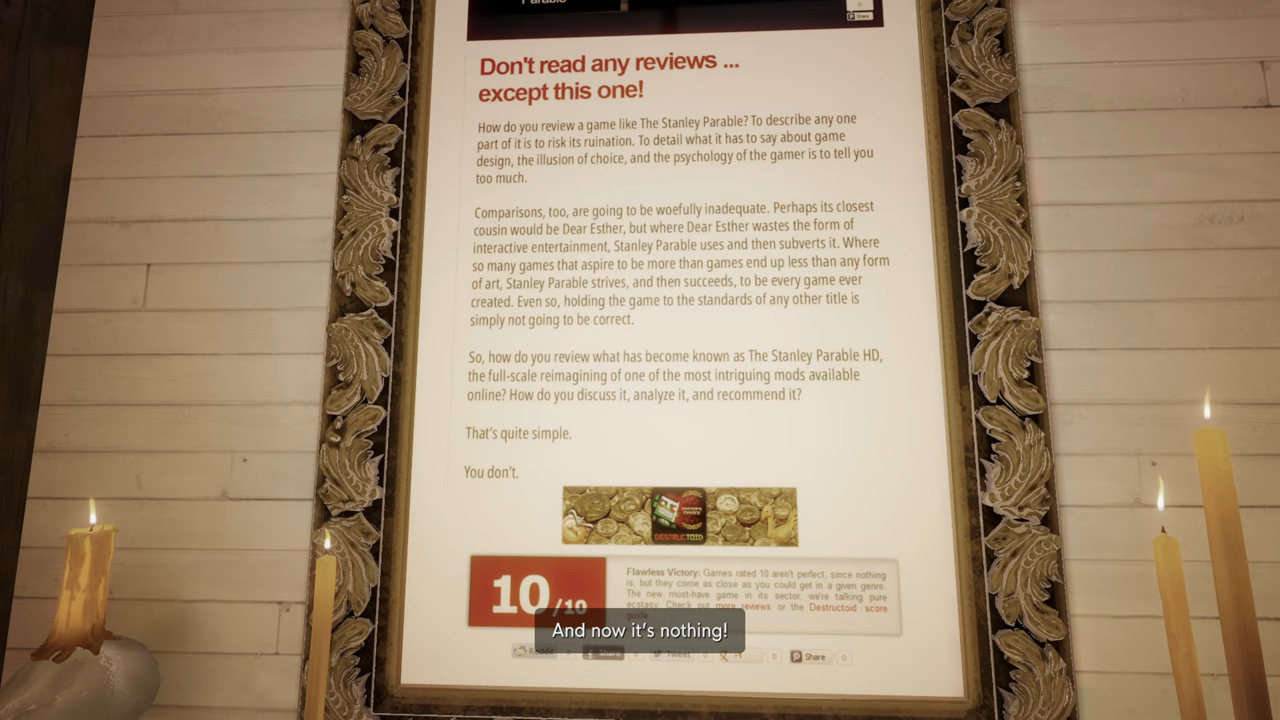 Parable
Share
Don't read any reviews ...
except this one!
How do you review a game like The Stanley Parable? To describe any one
part of it is to risk its ruination. To detail what it has to say about game
design, the illusion of choice, and the psychology of the gamer is to tell you
too much.
Comparisons, too, are going to be woefully inadequate. Perhaps its closest
cousin would be Dear Esther, but where Dear Esther wastes the form of
interactive entertainment, Stanley Parable uses and then subverts it. Where
so many games that aspire to be more than games end up less than any form
of art, Stanley Parable strives, and then succeeds, to be every game ever
created. Even so, holding the game to the standards of any other title is
simply not going to be correct.
So, how do you review what has become known as The Stanley Parable HD,
the full-scale reimagining of one of the most intriguing mods available
online? How do you discuss it, analyze it, and recommend it?
That's quite simple.
You don't.
DESTRUCTOID
10/10
Flawless Victory: Games rated 10 aren't perfect, since nothing
is, but they come as close as you could get in a given genre.
The new must-have game in its sector, we're talking pure
ecstasy. Check out more reviews or the Destructoid score
And now it's nothing!
Share Tweet 0 Share 0